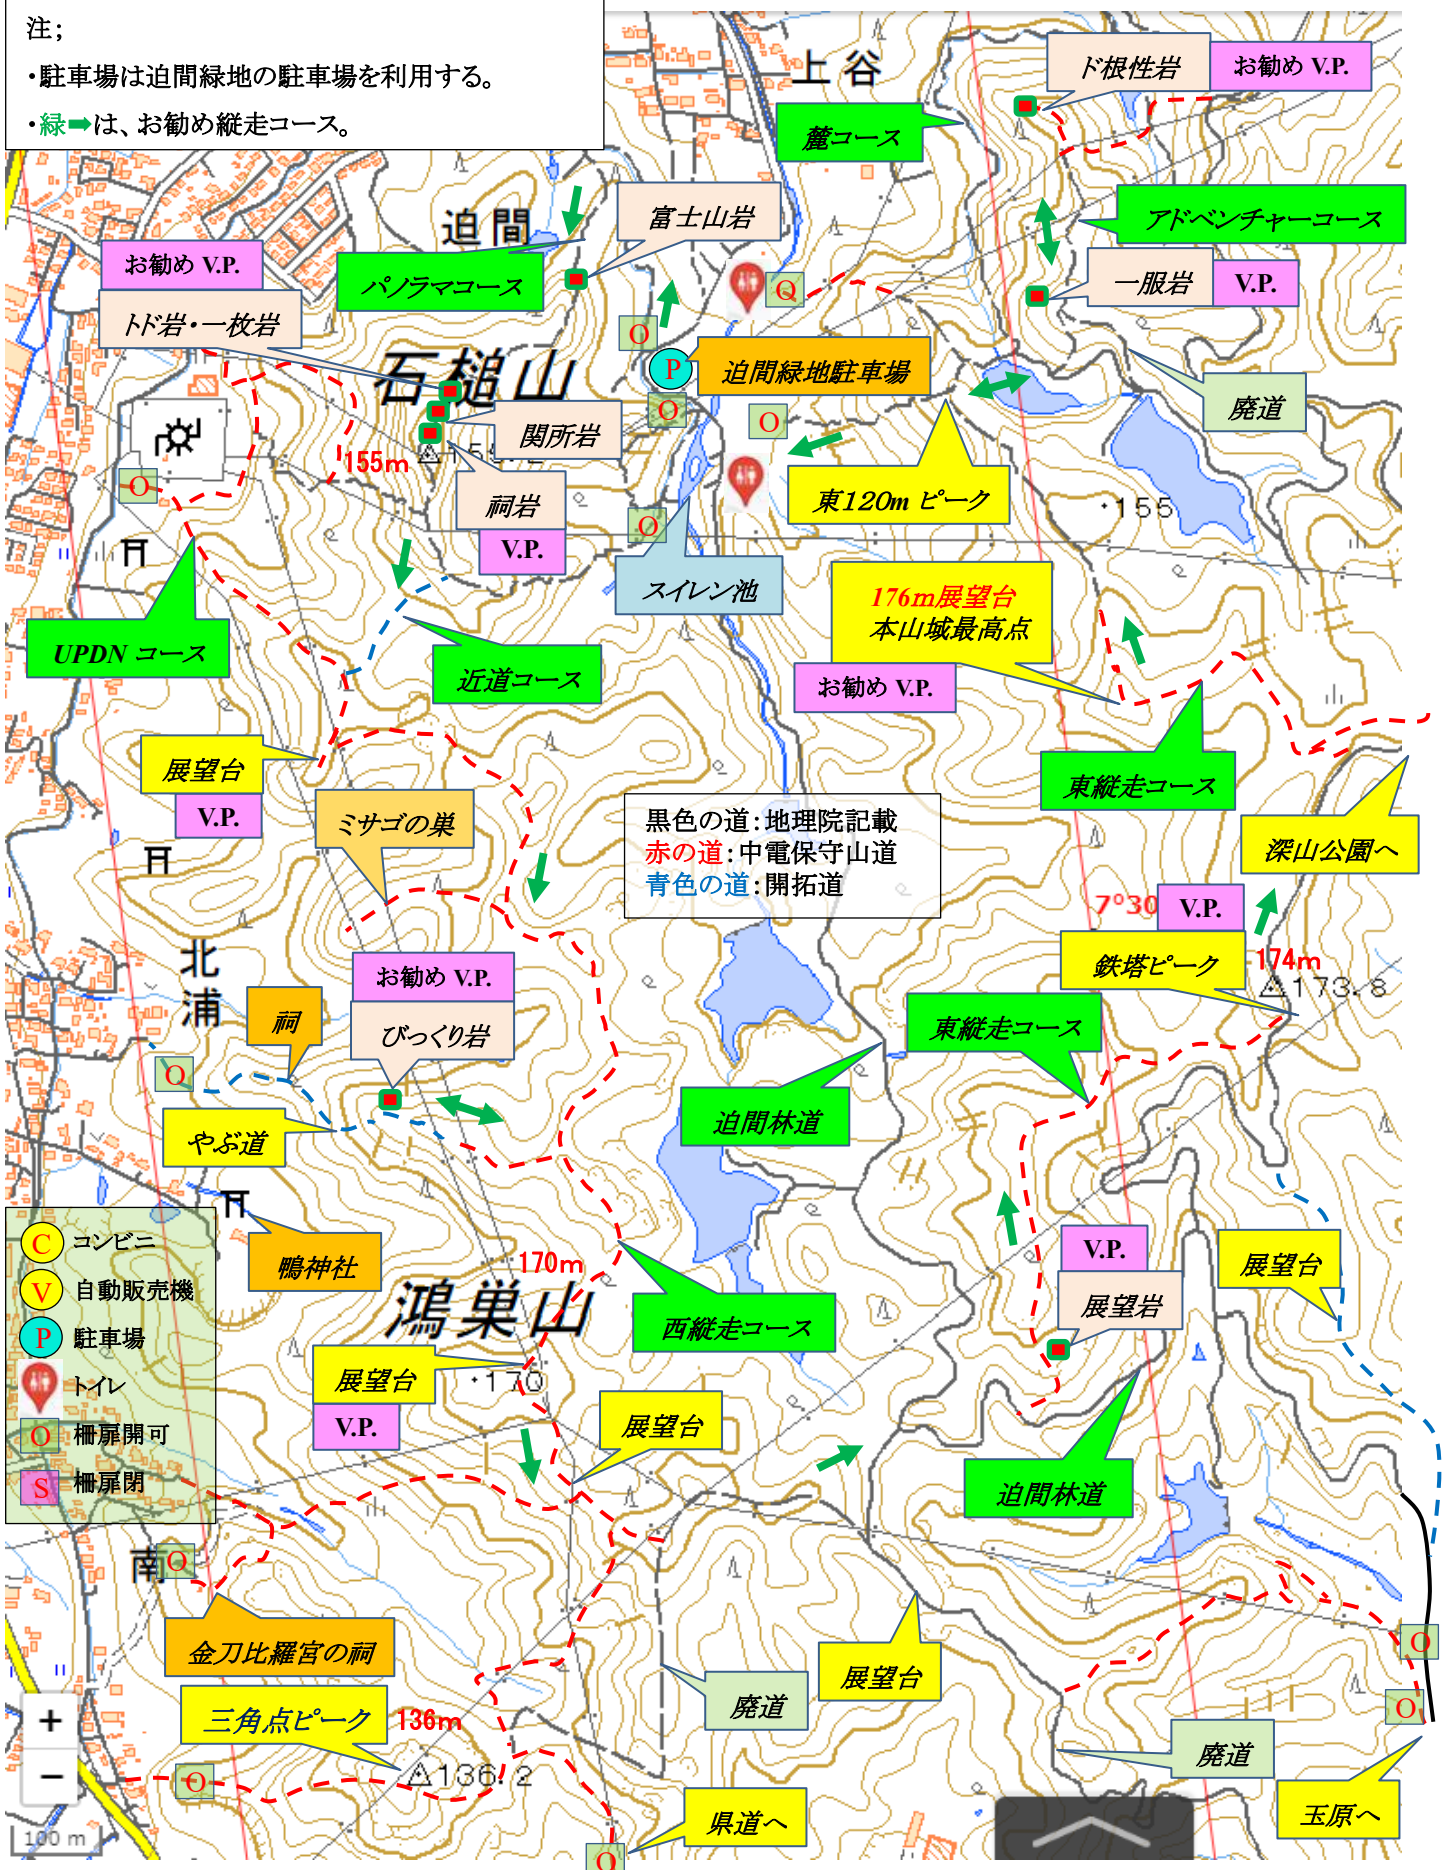 注；
・駐車場は迫間緑地の駐車場を利用する。
・緑➡は、お勧め縦走コース。
上谷
ド根性岩
お勧め V.P.
麓コース
迫間
富士山岩
アドベンチャーコース
お勧め V.P.
パノラマコース
一服岩
V.P.
トド岩・一枚岩
O
O
石槌山
P
迫間緑地駐車場
廃道
O
O
関所岩
155m
O
祠岩
東120m ピーク
・155
V.P.
O
スイレン池
176m展望台
本山域最高点
UPDN コース
近道コース
お勧め V.P.
展望台
東縦走コース
V.P.
ミサゴの巣
黒色の道：地理院記載
赤の道：中電保守山道
青色の道：開拓道
深山公園へ
7°30
V.P.
北浦
お勧め V.P.
鉄塔ピーク
174m
173.8
祠
びっくり岩
東縦走コース
O
やぶ道
迫間林道
C コンビニ
V 自動販売機
P 駐車場
トイレ
O 柵扉開可
S 柵扉閉
鴨神社
170m
V.P.
展望台
鴻巣山
西縦走コース
展望岩
展望台
・170
V.P.
展望台
迫間林道
南
O
金刀比羅宮の祠
展望台
O
三角点ピーク
136m
廃道
O
廃道
O
136.2
県道へ
玉原へ
+
−
100 m
O